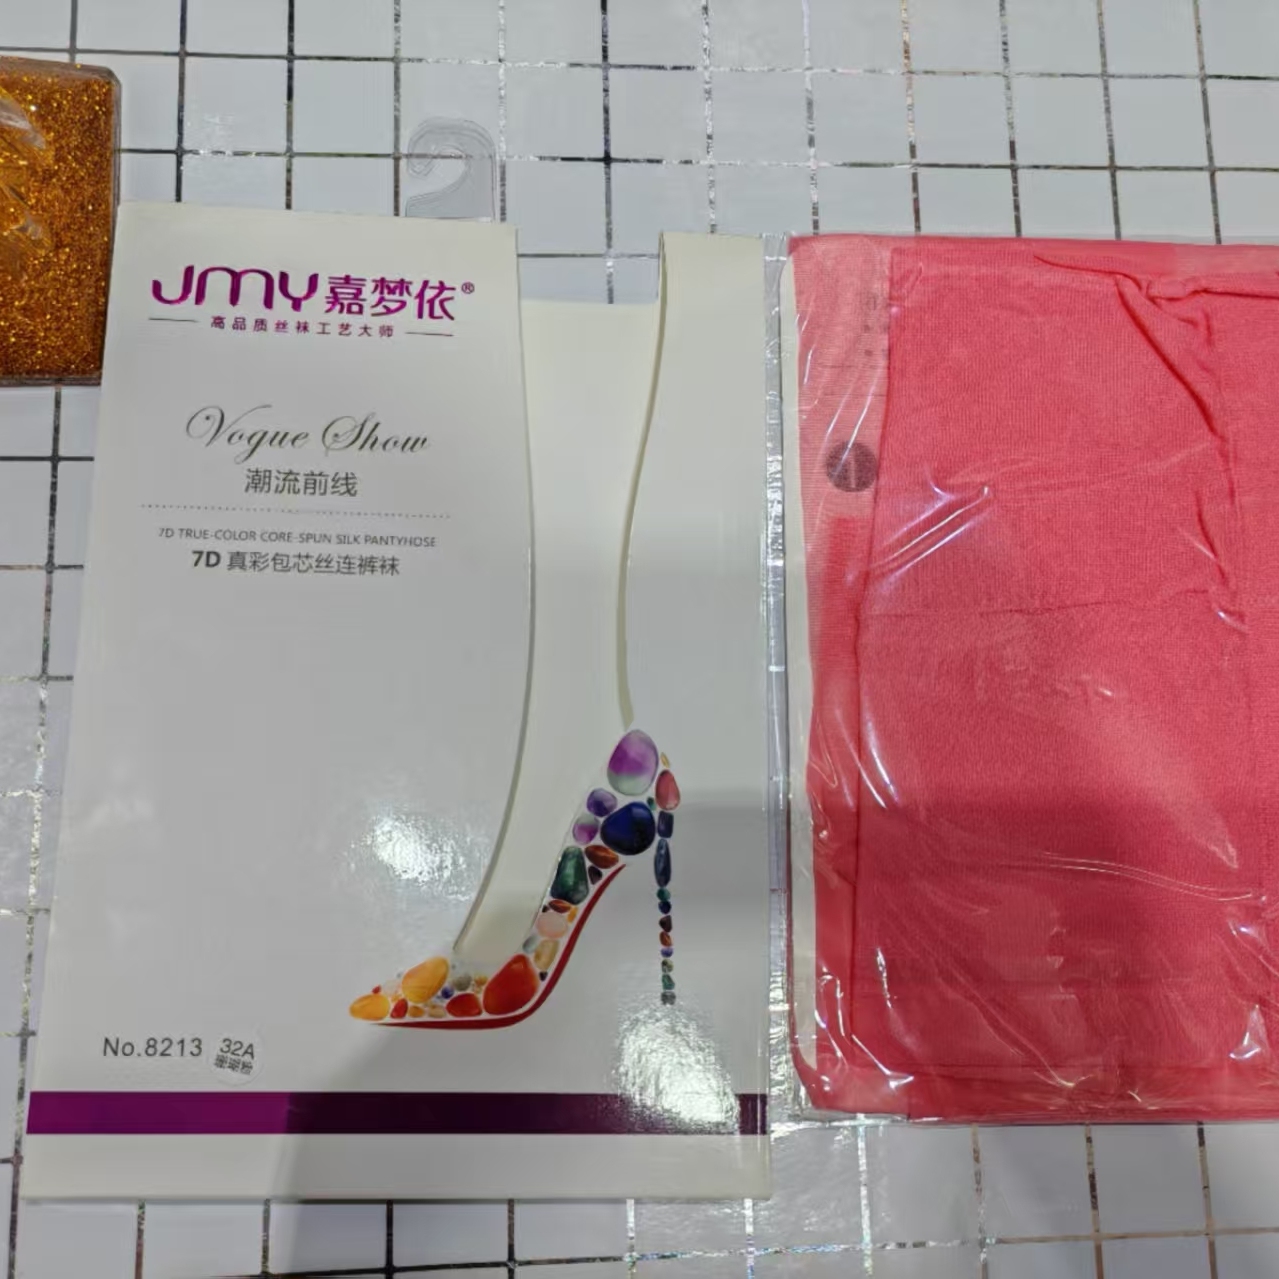 JMY嘉梦依®
高品质丝袜工艺大师
Vogue Show
潮流前线
7D TRUE-COLOR CORE-SPUN SILK PANTYHOSE
7D 真彩包芯丝连裤袜
No.8213 32A